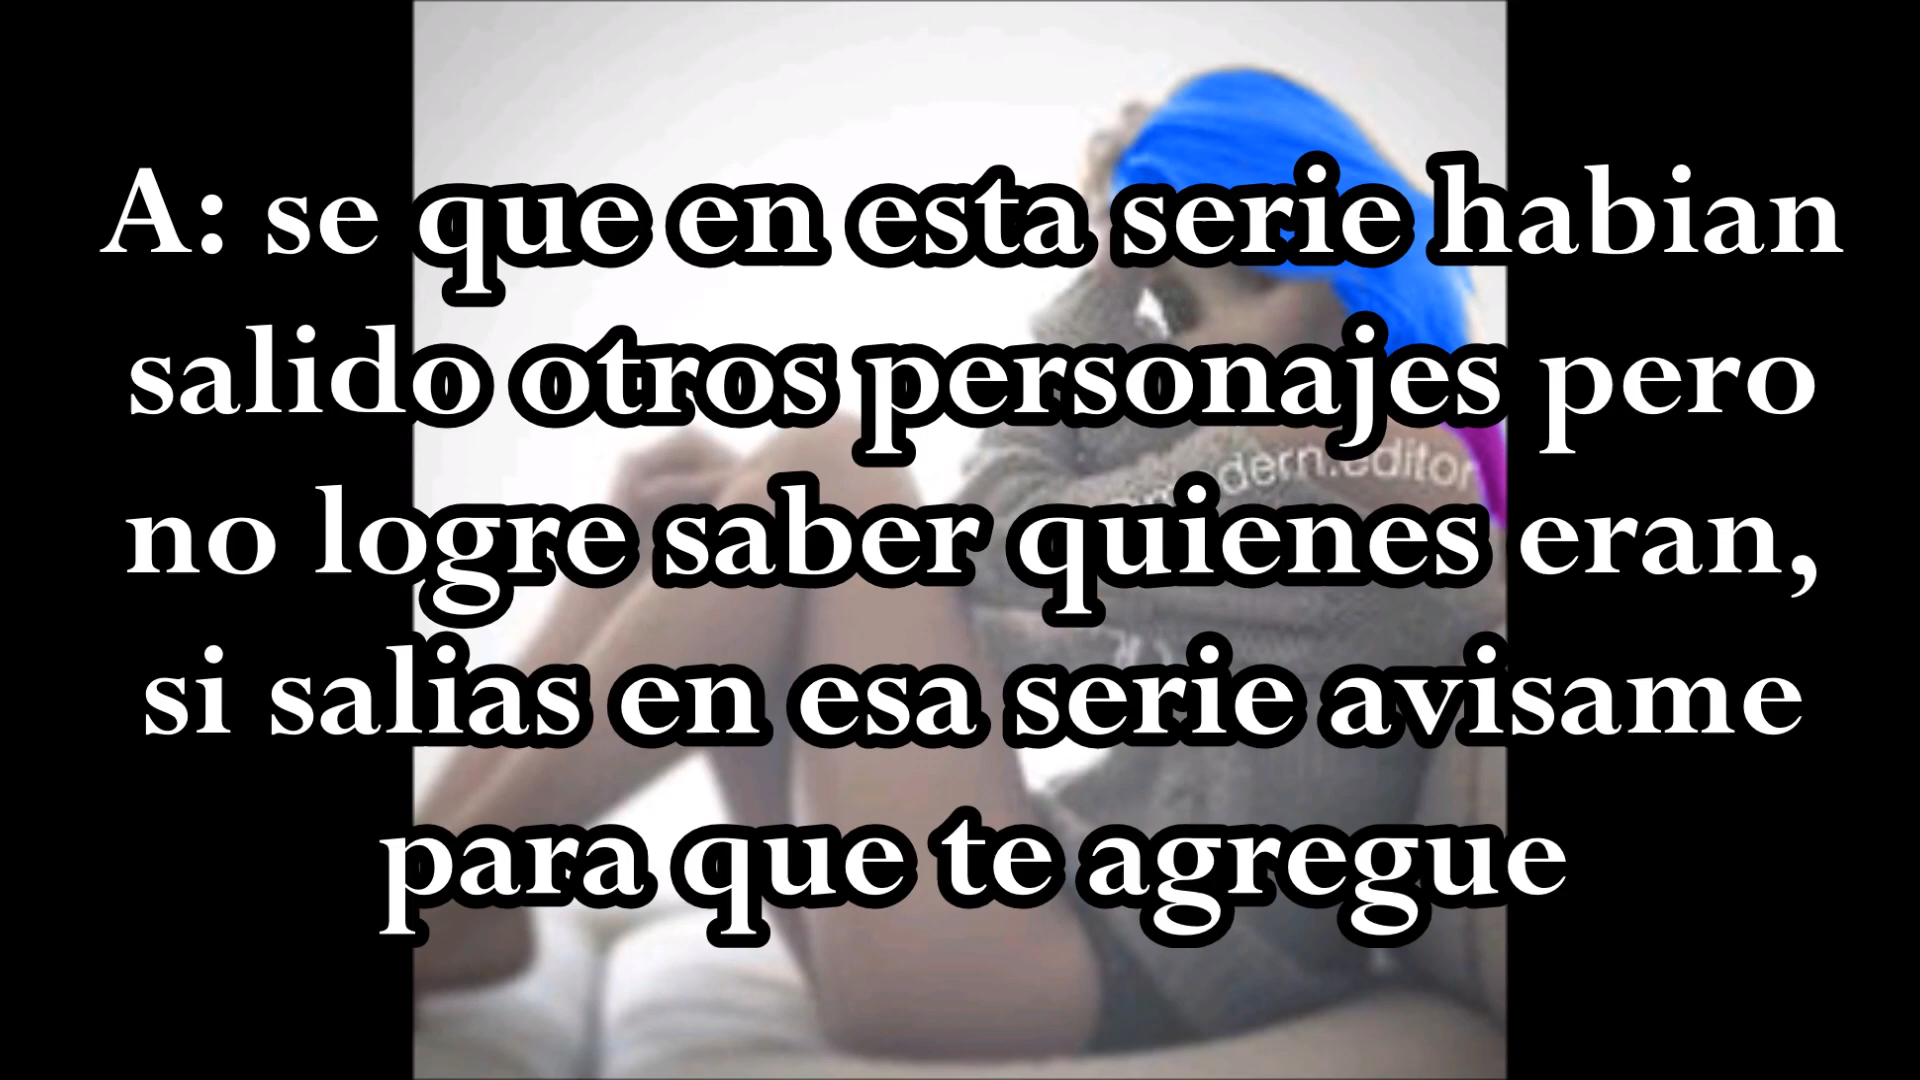 A: se que en esta serie habian
salido otros personajes pero
no logre saber quienes eran,
si salias en esa serie avisame
para que te agregue